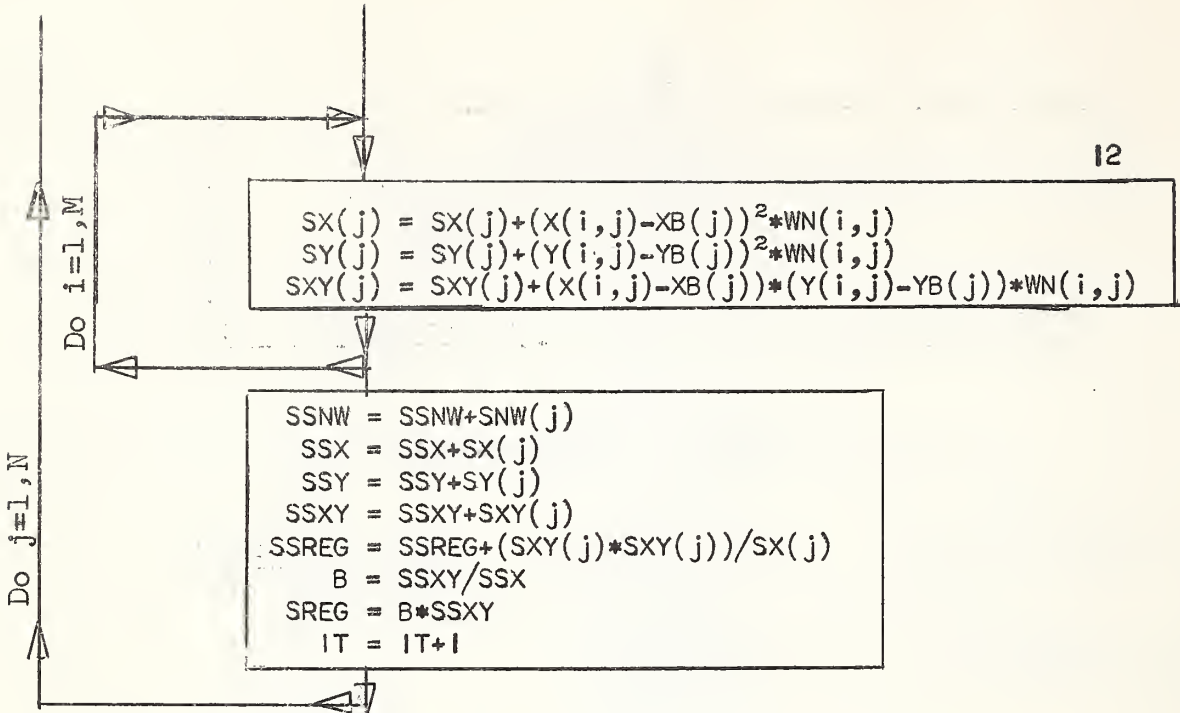 12
Do i=1,M
SX(j) = SX(j)+(X(i,j)-XB(j))²*WN(i,j)
SY(j) = SY(j)+(Y(i,j)-YB(j))²*WN(i,j)
SXY(j) = SXY(j)+(X(i,j)-XB(j))*(Y(i,j)-YB(j))*WN(i,j)
Do j=1,N
SSNW = SSNW+SNW(j)
SSX = SSX+SX(j)
SSY = SSY+SY(j)
SSXY = SSXY+SXY(j)
SSREG = SSREG+(SXY(j)*SXY(j))/SX(j)
B = SSXY/SSX
SREG = B*SSXY
IT = IT+1